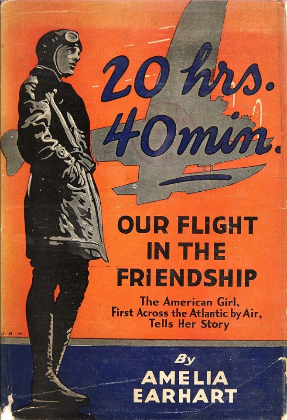 20 hrs.
40 min.
OUR FLIGHT
IN THE
FRIENDSHIP
The American Girl,
First Across the Atlantic by Air,
Tells Her Story
By
AMELIA
EARHART